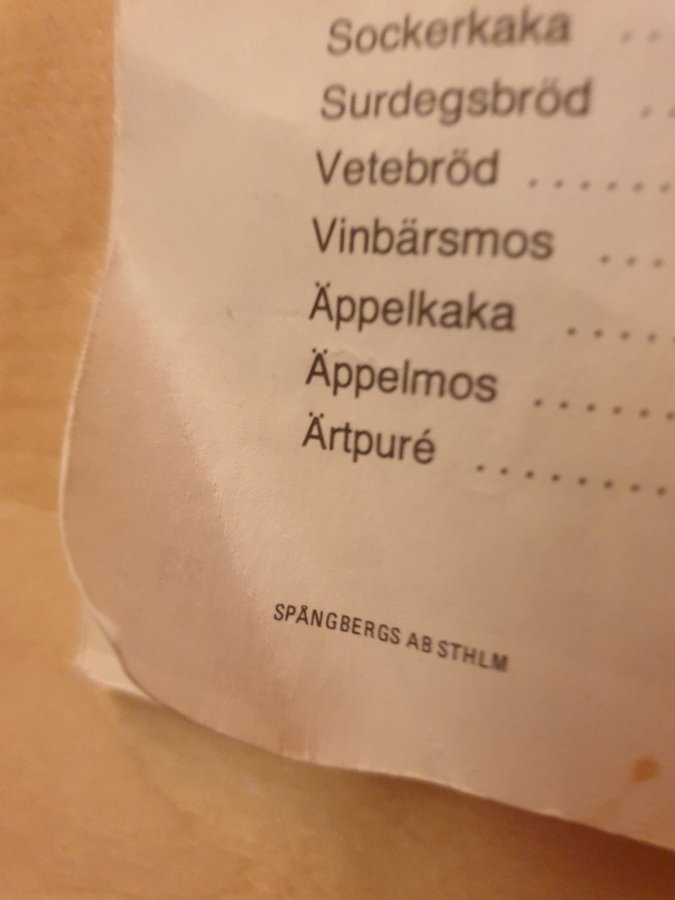 Sockerkaka ..
Surdegsbröd ..
Vetebröd ......
Vinbärsmos ...
Äppelkaka .....
Äppelmos ......
Ärtpuré ........
SPÅNGBERGS AB STHLM